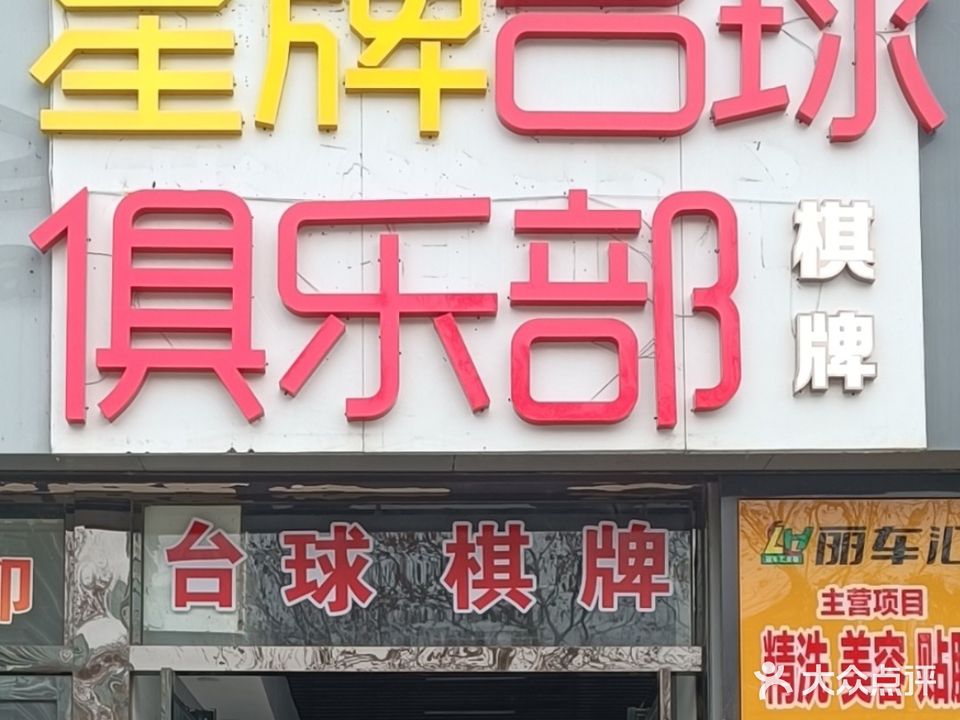 星牌台球
俱乐部
棋牌
台球棋牌
丽车汇
主营项目
精洗 美容 贴膜
大众点评